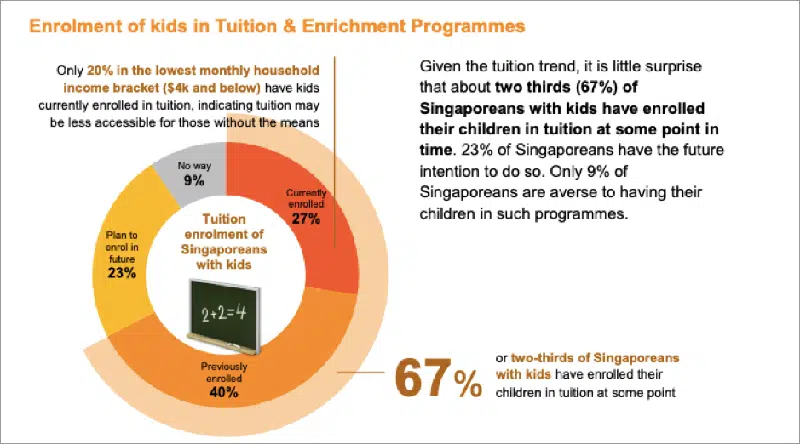 Enrolment of kids in Tuition & Enrichment Programmes
Only 20% in the lowest monthly household
income bracket ($4k and below) have kids
currently enrolled in tuition, indicating tuition may
be less accessible for those without the means
Given the tuition trend, it is little surprise
that about two thirds (67%) of
Singaporeans with kids have enrolled
their children in tuition at some point in
time. 23% of Singaporeans have the future
intention to do so. Only 9% of
Singaporeans are averse to having their
children in such programmes.
No way
9%
Currently
enrolled
27%
Plan to
enrol in
future
23%
Tuition
enrolment of
Singaporeans
with kids
2+2=4
Previously
enrolled
40%
67%
or two-thirds of Singaporeans
with kids have enrolled their
children in tuition at some point